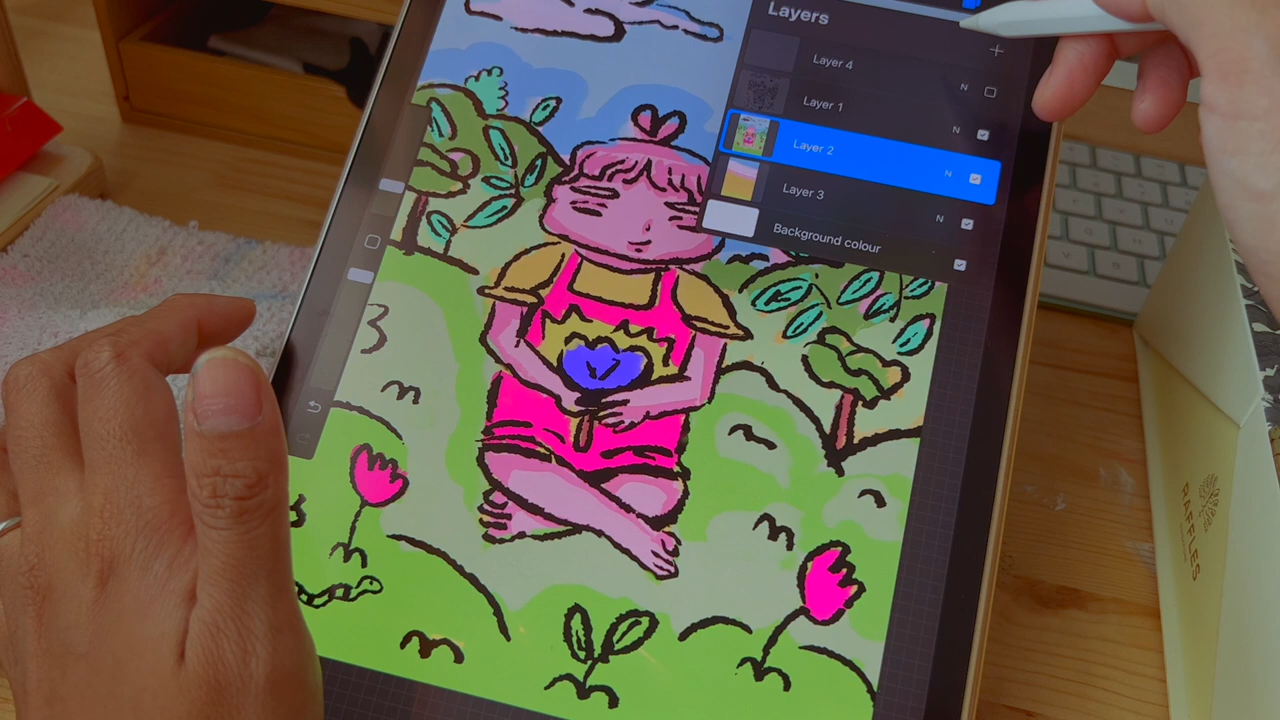 Layers
Layer 4
N
Layer 1
N
Layer 2
N
Layer 3
N
Background colour
RAFFLES